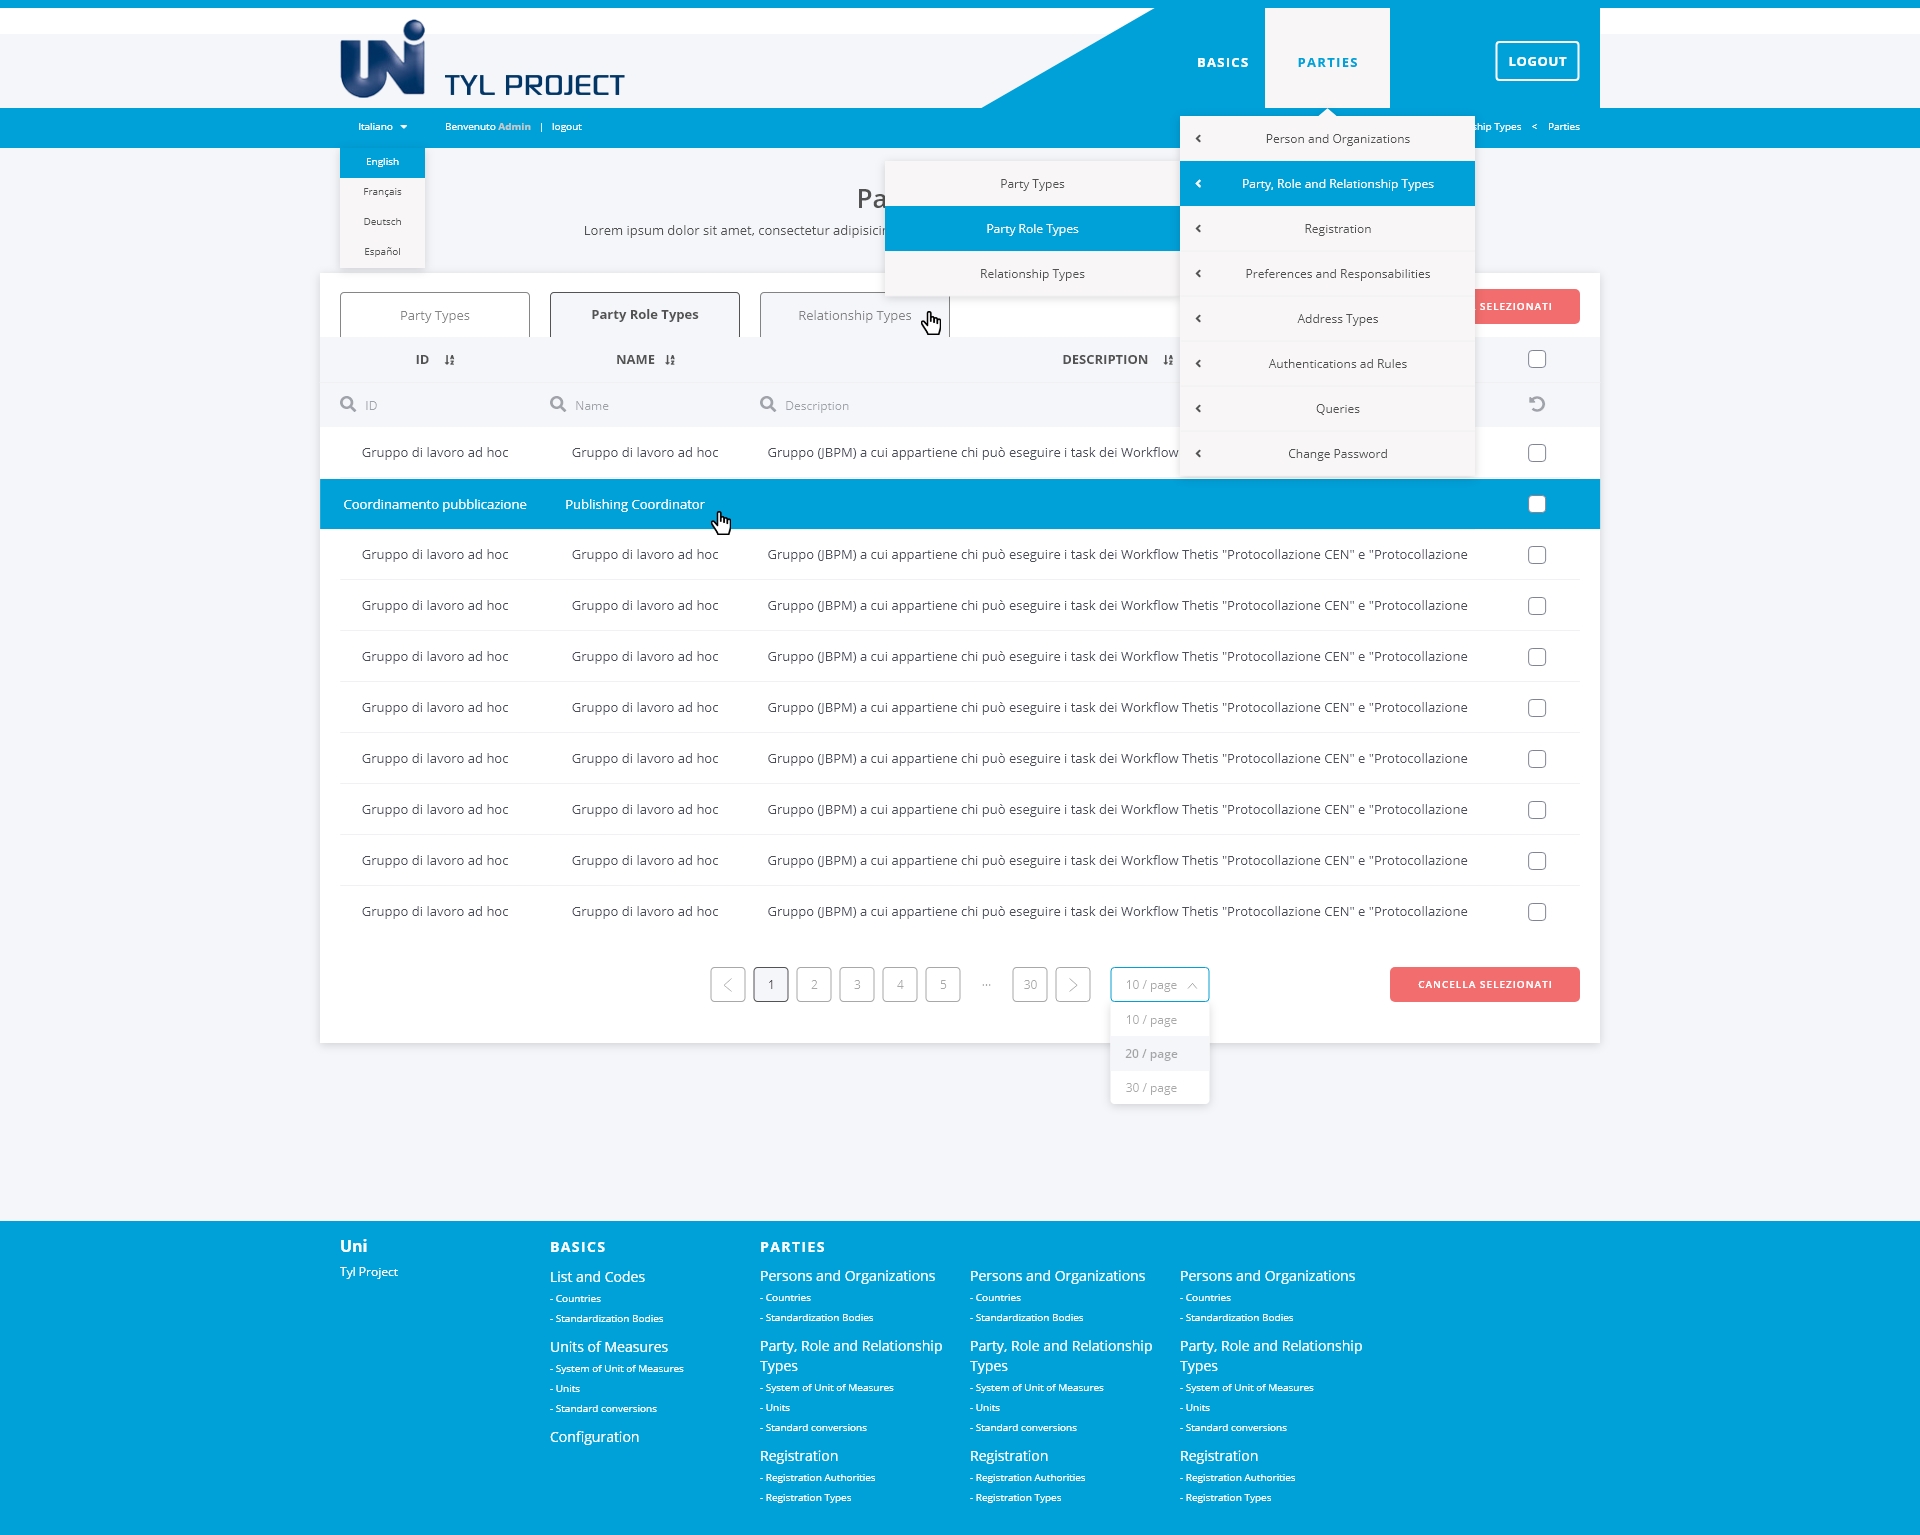 UNi TYL PROJECT
BASICS
PARTIES
LOGOUT
Italiano
Benvenuto Admin | logout
Types < Parties
English
Français
Deutsch
Español
Person and Organizations
Party, Role and Relationship Types
Registration
Preferences and Responsabilities
Address Types
Authentications ad Rules
Queries
Change Password
Party Types
Party Role Types
Relationship Types
Lorem ipsum dolor sit amet, consectetur
Party Types
Party Role Types
Relationship Types
SELEZIONATI
ID
NAME
DESCRIPTION
ID
Name
Description
Gruppo di lavoro ad hoc Gruppo di lavoro ad hoc Gruppo (JBPM) a cui appartiene chi può eseguire i task dei Workflow
Coordinamento pubblicazione Publishing Coordinator
Gruppo di lavoro ad hoc Gruppo di lavoro ad hoc Gruppo (JBPM) a cui appartiene chi può eseguire i task dei Workflow Thetis "Protocollazione CEN" e "Protocollazione
Gruppo di lavoro ad hoc Gruppo di lavoro ad hoc Gruppo (JBPM) a cui appartiene chi può eseguire i task dei Workflow Thetis "Protocollazione CEN" e "Protocollazione
Gruppo di lavoro ad hoc Gruppo di lavoro ad hoc Gruppo (JBPM) a cui appartiene chi può eseguire i task dei Workflow Thetis "Protocollazione CEN" e "Protocollazione
Gruppo di lavoro ad hoc Gruppo di lavoro ad hoc Gruppo (JBPM) a cui appartiene chi può eseguire i task dei Workflow Thetis "Protocollazione CEN" e "Protocollazione
Gruppo di lavoro ad hoc Gruppo di lavoro ad hoc Gruppo (JBPM) a cui appartiene chi può eseguire i task dei Workflow Thetis "Protocollazione CEN" e "Protocollazione
Gruppo di lavoro ad hoc Gruppo di lavoro ad hoc Gruppo (JBPM) a cui appartiene chi può eseguire i task dei Workflow Thetis "Protocollazione CEN" e "Protocollazione
Gruppo di lavoro ad hoc Gruppo di lavoro ad hoc Gruppo (JBPM) a cui appartiene chi può eseguire i task dei Workflow Thetis "Protocollazione CEN" e "Protocollazione
Gruppo di lavoro ad hoc Gruppo di lavoro ad hoc Gruppo (JBPM) a cui appartiene chi può eseguire i task dei Workflow Thetis "Protocollazione CEN" e "Protocollazione
< 1 2 3 4 5 ... 30 > 10 / page
CANCELLA SELEZIONATI
10 / page
20 / page
30 / page
Uni
Tyl Project
BASICS
List and Codes
- Countries
- Standardization Bodies
Units of Measures
- System of Unit of Measures
- Units
- Standard conversions
Configuration
PARTIES
Persons and Organizations
- Countries
- Standardization Bodies
Party, Role and Relationship
Types
- System of Unit of Measures
- Units
- Standard conversions
Registration
- Registration Authorities
- Registration Types
Persons and Organizations
- Countries
- Standardization Bodies
Party, Role and Relationship
Types
- System of Unit of Measures
- Units
- Standard conversions
Registration
- Registration Authorities
- Registration Types
Persons and Organizations
- Countries
- Standardization Bodies
Party, Role and Relationship
Types
- System of Unit of Measures
- Units
- Standard conversions
Registration
- Registration Authorities
- Registration Types